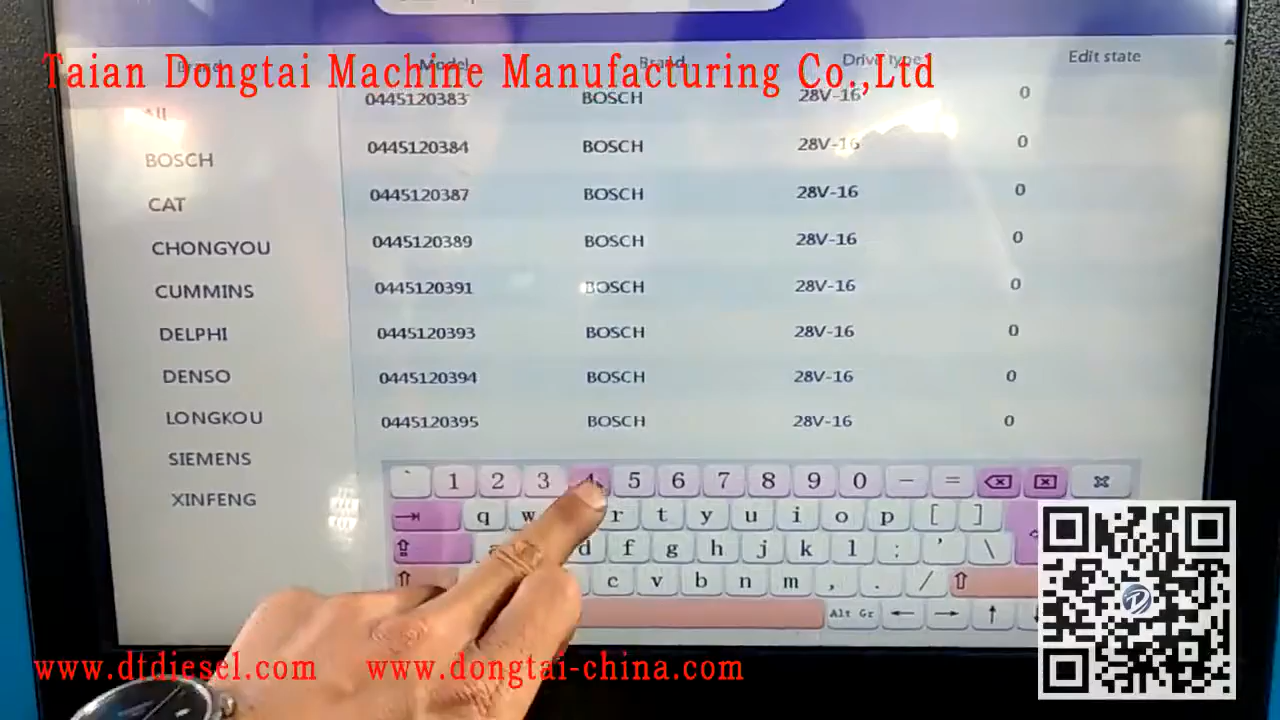 Taian Dongtai Machine Manufacturing Co.,Ltd
Brand Model Brand Drive type Edit state
All 0445120383 BOSCH 28V-16 0
0445120384 BOSCH 28V-16 0
BOSCH 0445120387 BOSCH 28V-16 0
CAT 0445120389 BOSCH 28V-16 0
CHONGYOU 0445120391 BOSCH 28V-16 0
CUMMINS 0445120393 BOSCH 28V-16 0
DELPHI 0445120394 BOSCH 28V-16 0
DENSO 0445120395 BOSCH 28V-16 0
LONGKOU
SIEMENS
XINFENG
` 1 2 3 4 5 6 7 8 9 0 - =
q w r t y u i o p [ ]
a d f g h j k l ; ' \
c v b n m , . /
Alt Gr
www.dtdiesel.com www.dongtai-china.com